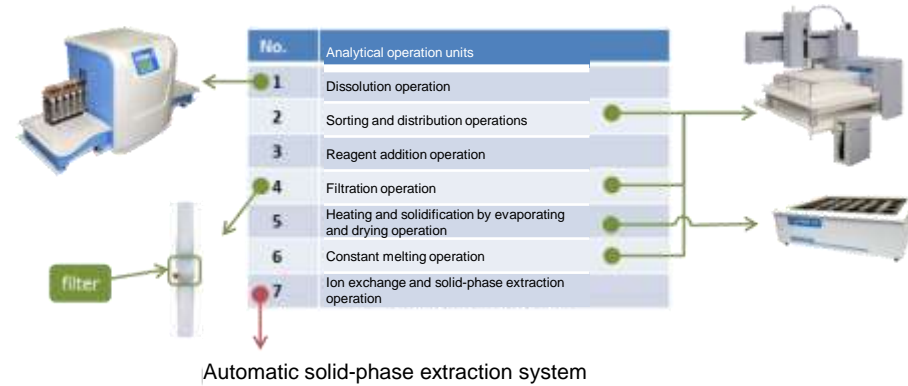 No. Analytical operation units
1 Dissolution operation
2 Sorting and distribution operations
3 Reagent addition operation
4 Filtration operation
5 Heating and solidification by evaporating
and drying operation
6 Constant melting operation
7 Ion exchange and solid-phase extraction
operation
filter
Automatic solid-phase extraction system